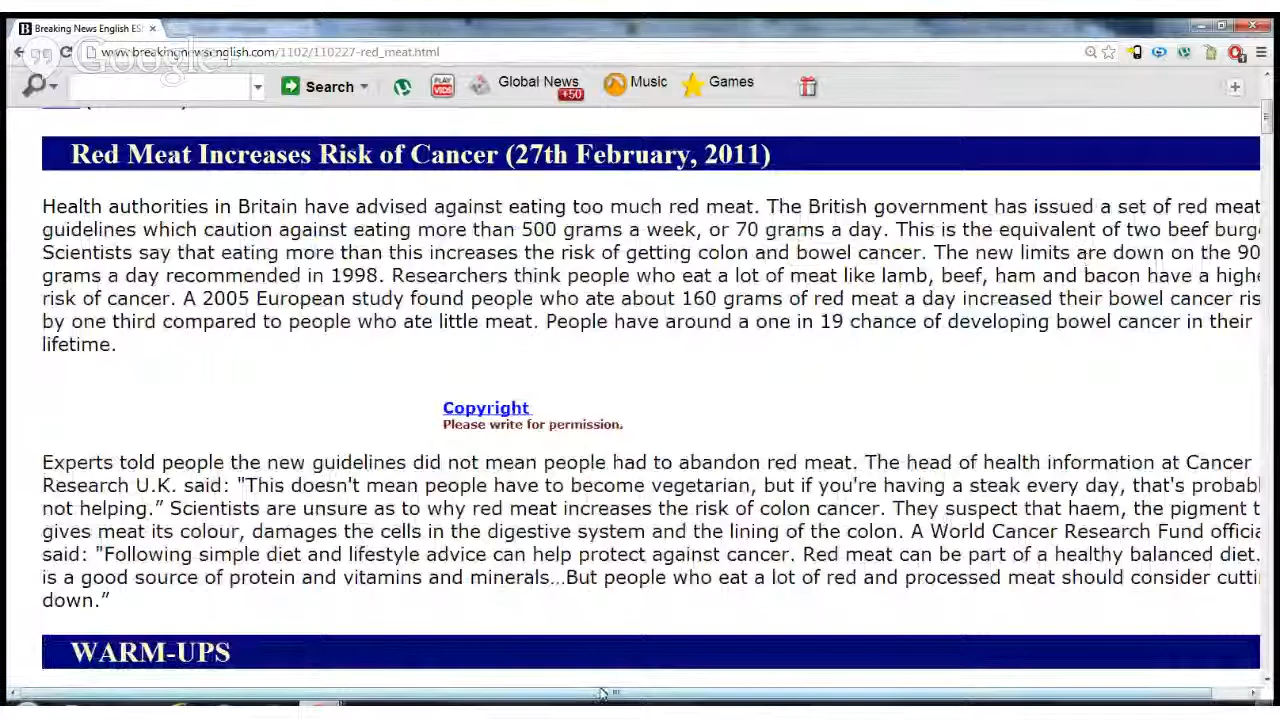 Breaking News English ESL
www.breakingnewsenglish.com/1102/110227-red_meat.html
Google+
Search
PLAY VIDS
Global News
+50
Music
Games
Red Meat Increases Risk of Cancer (27th February, 2011)
Health authorities in Britain have advised against eating too much red meat. The British government has issued a set of red meat
guidelines which caution against eating more than 500 grams a week, or 70 grams a day. This is the equivalent of two beef burg
Scientists say that eating more than this increases the risk of getting colon and bowel cancer. The new limits are down on the 90
grams a day recommended in 1998. Researchers think people who eat a lot of meat like lamb, beef, ham and bacon have a highe
risk of cancer. A 2005 European study found people who ate about 160 grams of red meat a day increased their bowel cancer ris
by one third compared to people who ate little meat. People have around a one in 19 chance of developing bowel cancer in their
lifetime.
Copyright
Please write for permission.
Experts told people the new guidelines did not mean people had to abandon red meat. The head of health information at Cancer
Research U.K. said: "This doesn't mean people have to become vegetarian, but if you're having a steak every day, that's probabl
not helping.” Scientists are unsure as to why red meat increases the risk of colon cancer. They suspect that haem, the pigment t
gives meat its colour, damages the cells in the digestive system and the lining of the colon. A World Cancer Research Fund officia
said: "Following simple diet and lifestyle advice can help protect against cancer. Red meat can be part of a healthy balanced diet.
is a good source of protein and vitamins and minerals…But people who eat a lot of red and processed meat should consider cutti
down.”
WARM-UPS